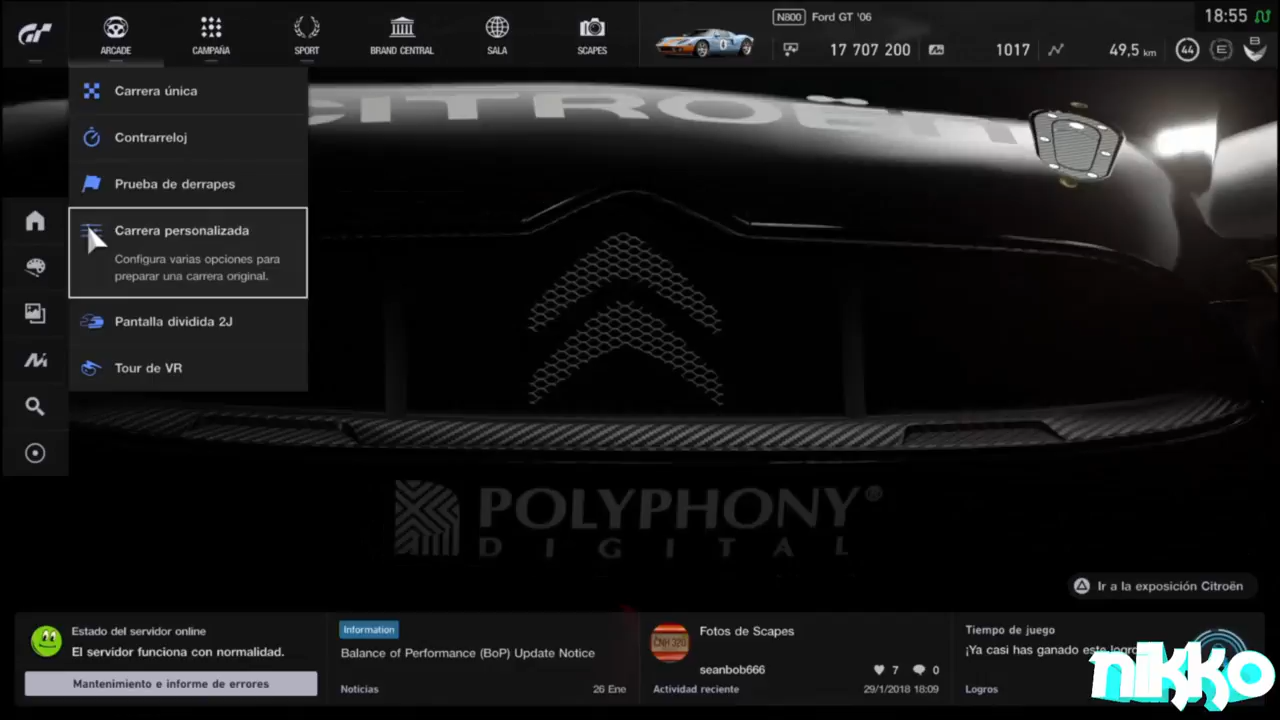 GT
ARCADE
CAMPAÑA
SPORT
BRAND CENTRAL
SALA
SCAPES
N800 Ford GT '06
17 707 200
1017
49,5 km
44
E
B
18:55
Carrera única
Contrarreloj
Prueba de derrapes
Carrera personalizada
Configura varias opciones para
preparar una carrera original.
Pantalla dividida 2J
Tour de VR
CITROËN
POLYPHONY®
DIGITAL
Ir a la exposición Citroën
Estado del servidor online
El servidor funciona con normalidad.
Mantenimiento e informe de errores
Information
Balance of Performance (BoP) Update Notice
Noticias
26 Ene
CNH 320
Fotos de Scapes
seanbob666
7
0
Actividad reciente
29/1/2018 18:09
Tiempo de juego
¡Ya casi has ganado este logro
Logros
nikko